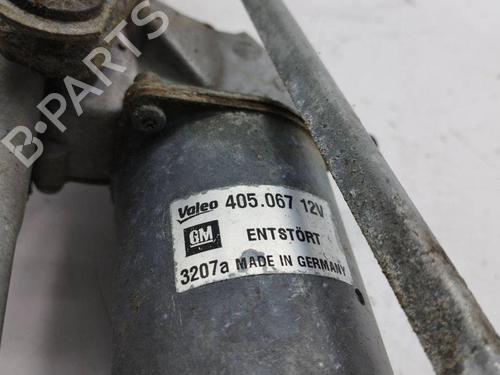 B-PARTS
Valeo 405.067 12V
GM ENTSTÖRT
3207a MADE IN GERMANY